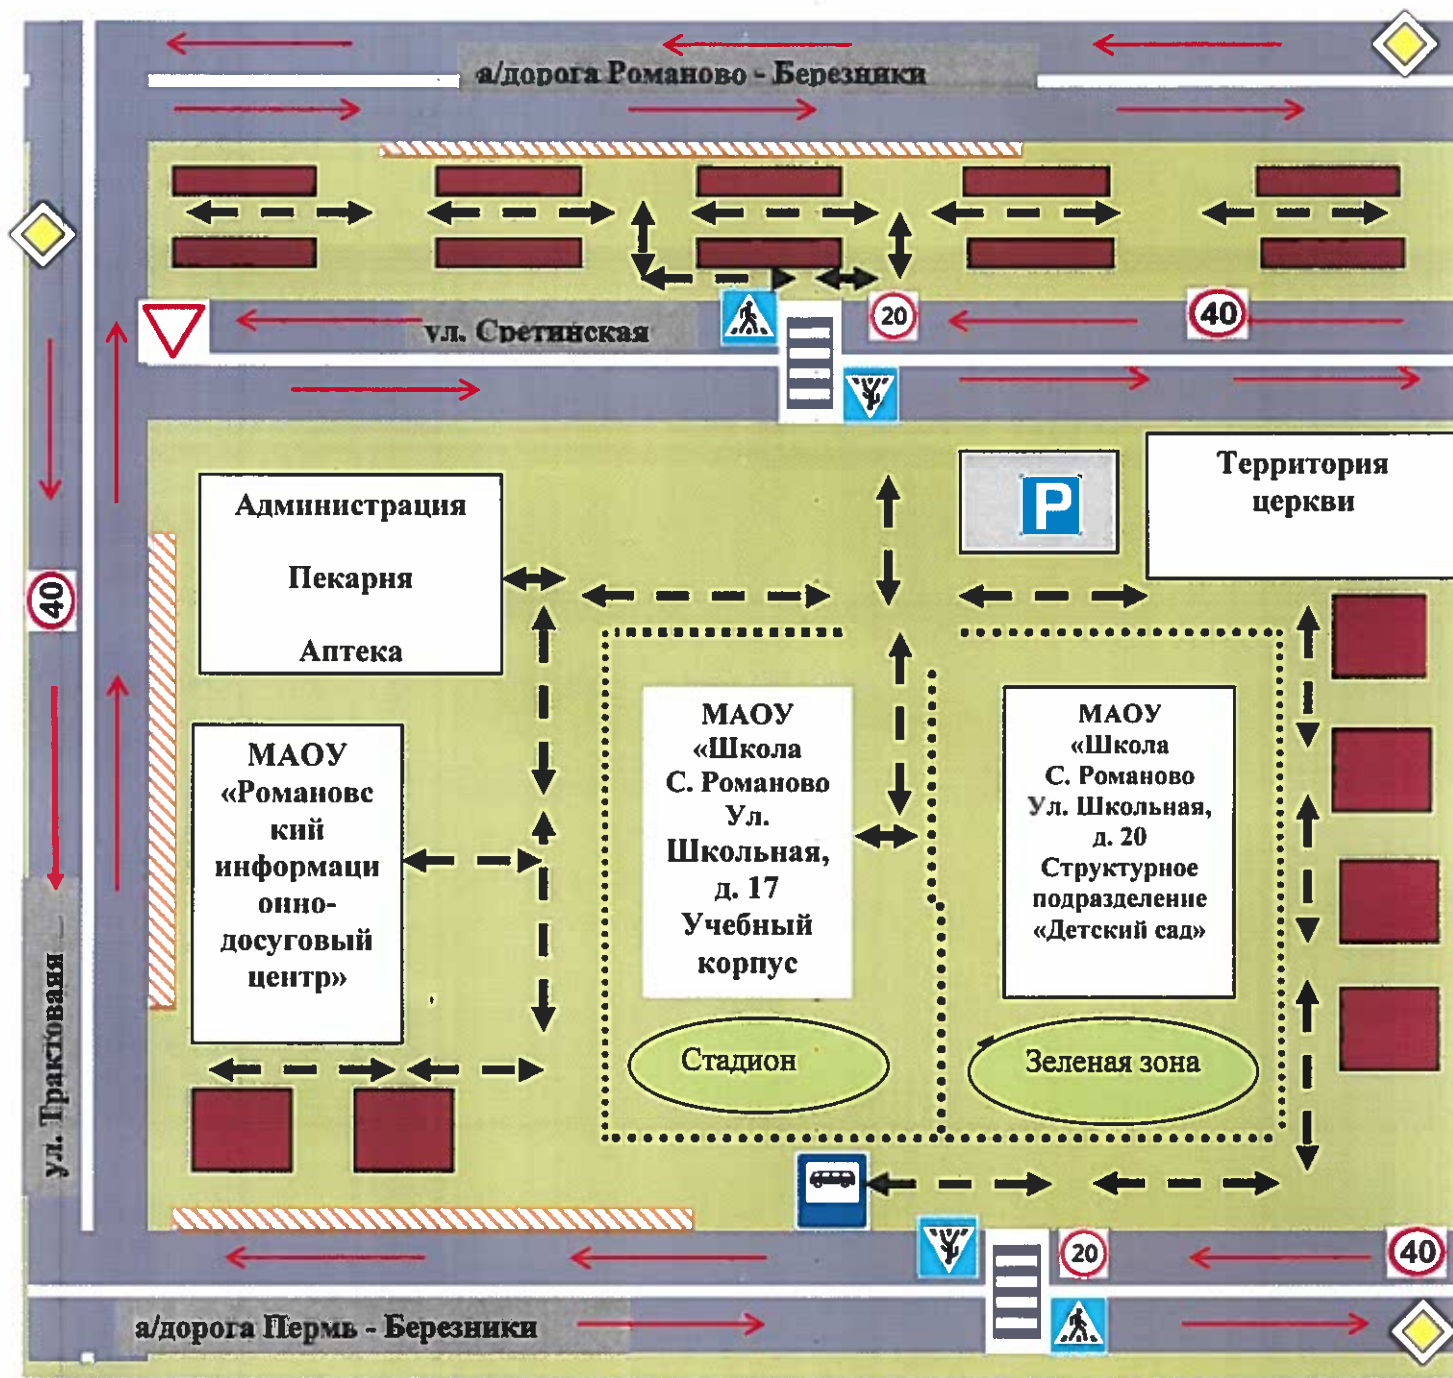 а/дорога Романово - Березники
ул. Сретинская
20
40
Территория
церкви
P
Администрация
Пекарня
Аптека
40
МАОУ
«Школа
С. Романово
Ул.
Школьная,
д. 17
Учебный
корпус
МАОУ
«Школа
С. Романово
Ул. Школьная,
д. 20
Структурное
подразделение
«Детский сад»
МАОУ
«Романовс
кий
информаци
онно-
досуговый
центр»
ул. Трактовая
Стадион
Зеленая зона
20
40
а/дорога Пермь - Березники